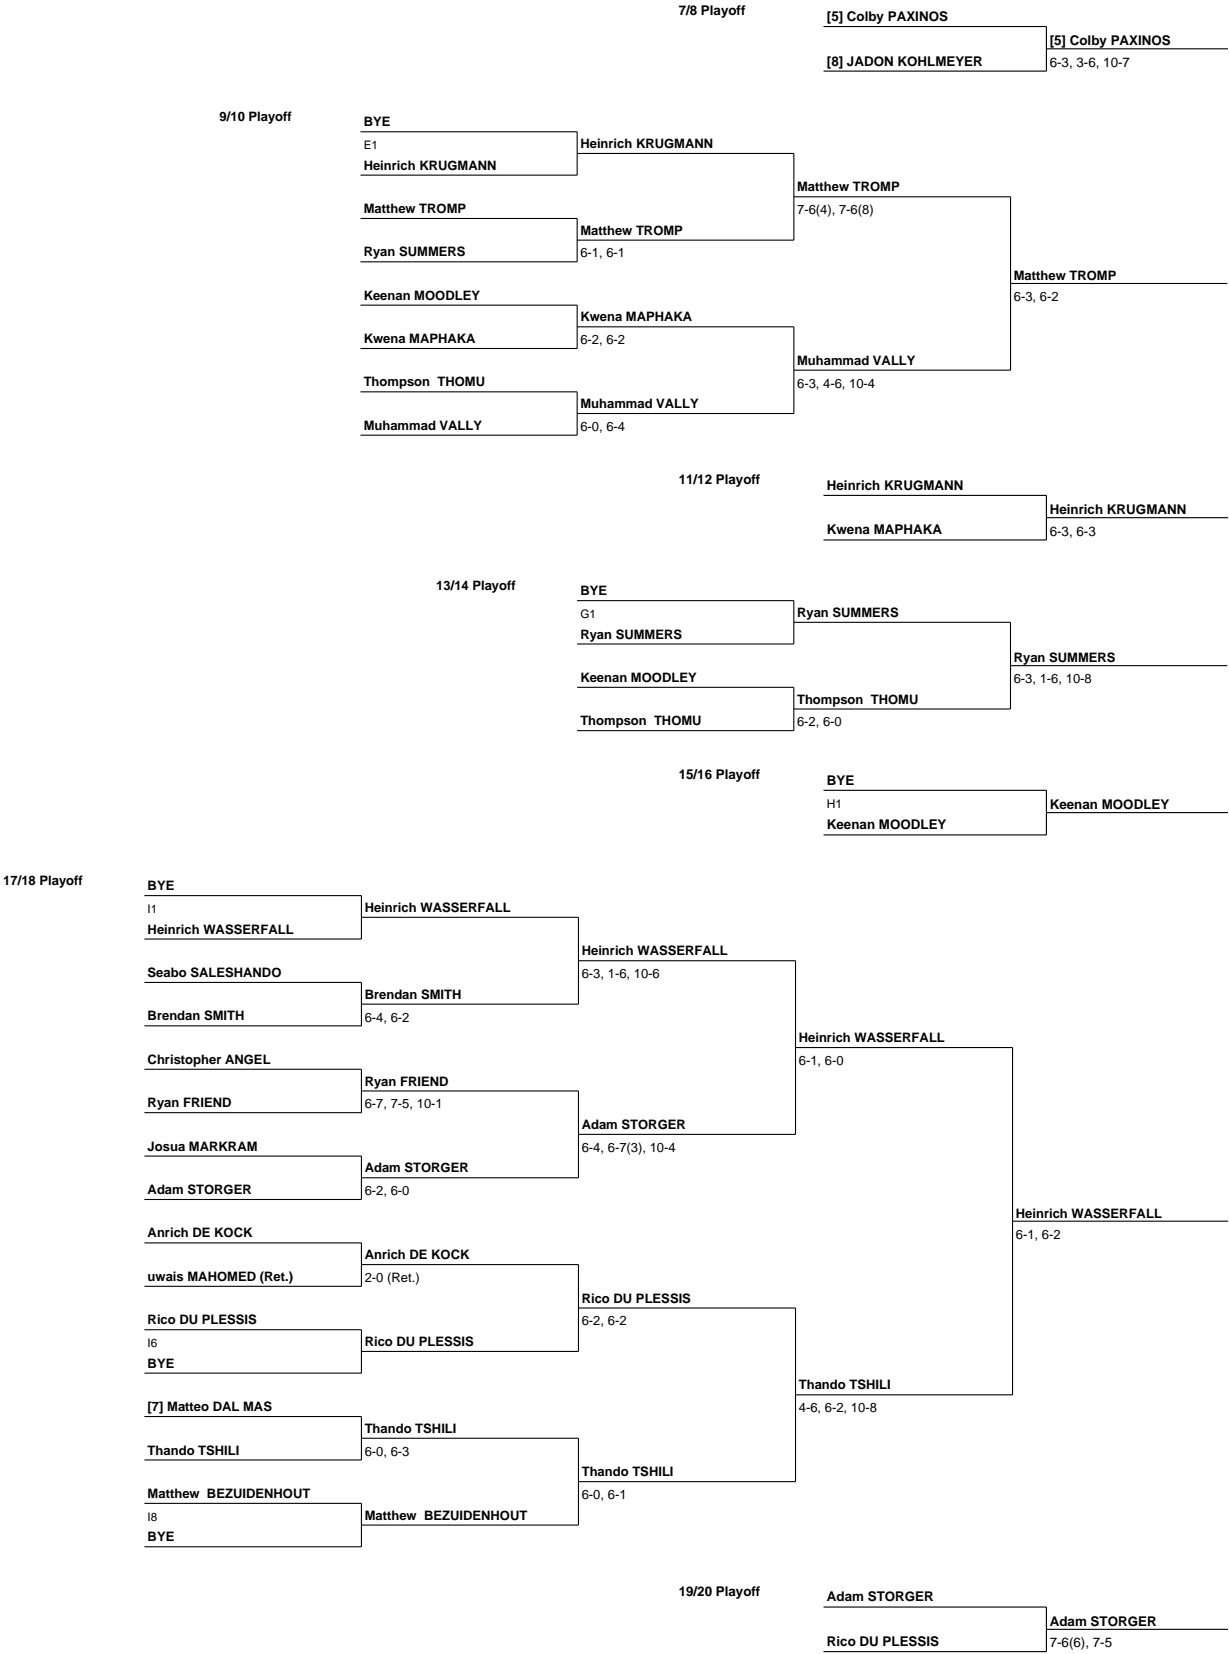 7/8 Playoff
[5] Colby PAXINOS
[5] Colby PAXINOS
[8] JADON KOHLMEYER
6-3, 3-6, 10-7
9/10 Playoff
BYE
E1
Heinrich KRUGMANN
Heinrich KRUGMANN
Matthew TROMP
7-6(4), 7-6(8)
Matthew TROMP
Matthew TROMP
Ryan SUMMERS
6-1, 6-1
Matthew TROMP
6-3, 6-2
Keenan MOODLEY
Kwena MAPHAKA
Kwena MAPHAKA
6-2, 6-2
Muhammad VALLY
6-3, 4-6, 10-4
Thompson  THOMU
Muhammad VALLY
Muhammad VALLY
6-0, 6-4
11/12 Playoff
Heinrich KRUGMANN
Heinrich KRUGMANN
Kwena MAPHAKA
6-3, 6-3
13/14 Playoff
BYE
G1
Ryan SUMMERS
Ryan SUMMERS
Ryan SUMMERS
6-3, 1-6, 10-8
Keenan MOODLEY
Thompson  THOMU
Thompson  THOMU
6-2, 6-0
15/16 Playoff
BYE
H1
Keenan MOODLEY
Keenan MOODLEY
17/18 Playoff
BYE
I1
Heinrich WASSERFALL
Heinrich WASSERFALL
Heinrich WASSERFALL
6-3, 1-6, 10-6
Seabo SALESHANDO
Brendan SMITH
Brendan SMITH
6-4, 6-2
Heinrich WASSERFALL
6-1, 6-0
Christopher ANGEL
Ryan FRIEND
Ryan FRIEND
6-7, 7-5, 10-1
Adam STORGER
6-4, 6-7(3), 10-4
Josua MARKRAM
Adam STORGER
Adam STORGER
6-2, 6-0
Heinrich WASSERFALL
6-1, 6-2
Anrich DE KOCK
Anrich DE KOCK
uwais MAHOMED (Ret.)
2-0 (Ret.)
Rico DU PLESSIS
6-2, 6-2
Rico DU PLESSIS
I6
Rico DU PLESSIS
BYE
Thando TSHILI
4-6, 6-2, 10-8
[7] Matteo DAL MAS
Thando TSHILI
Thando TSHILI
6-0, 6-3
Thando TSHILI
6-0, 6-1
Matthew  BEZUIDENHOUT
I8
Matthew  BEZUIDENHOUT
BYE
19/20 Playoff
Adam STORGER
Adam STORGER
Rico DU PLESSIS
7-6(6), 7-5